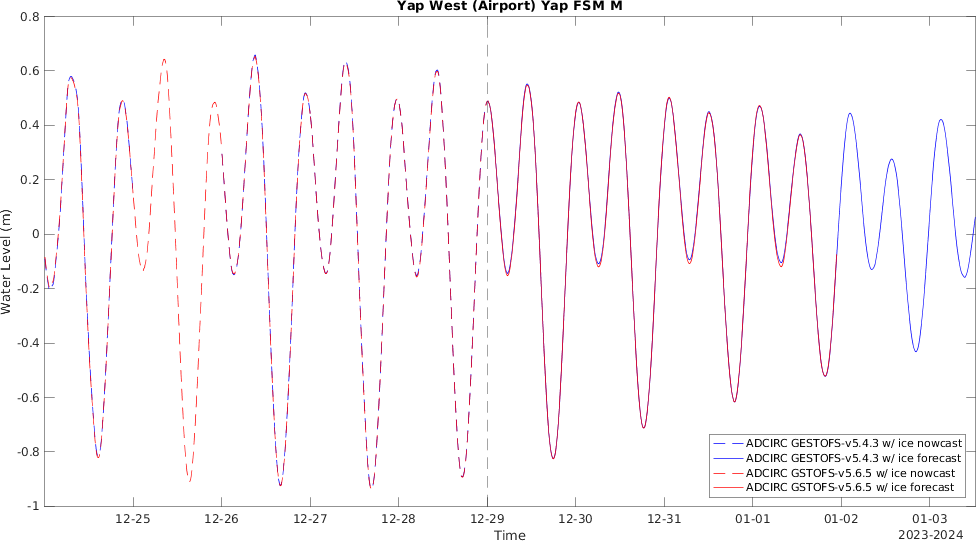 Yap West (Airport) Yap FSM M
0.8
0.6
0.4
0.2
0
-0.2
-0.4
-0.6
-0.8
-1
Water Level (m)
ADCIRC GESTOFS-v5.4.3 w/ ice nowcast
ADCIRC GESTOFS-v5.4.3 w/ ice forecast
ADCIRC GSTOFS-v5.6.5 w/ ice nowcast
ADCIRC GSTOFS-v5.6.5 w/ ice forecast
12-25 12-26 12-27 12-28 12-29 12-30 12-31 01-01 01-02 01-03
Time
2023-2024